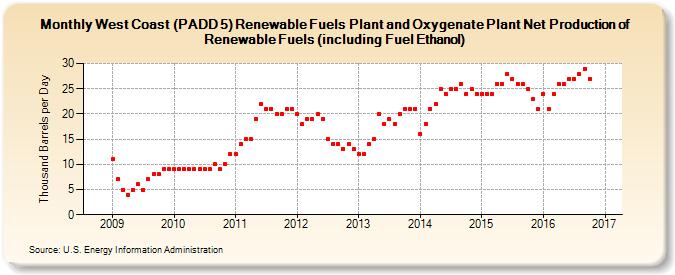 Monthly West Coast (PADD 5) Renewable Fuels Plant and Oxygenate Plant Net Production of
Renewable Fuels (including Fuel Ethanol)
Thousand Barrels per Day
30
25
20
15
10
5
0
2009 2010 2011 2012 2013 2014 2015 2016 2017
Source: U.S. Energy Information Administration